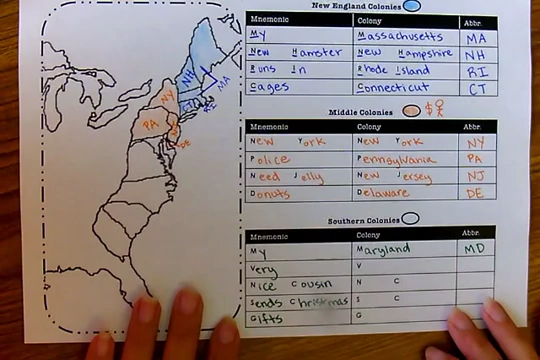 New England Colonies
Mnemonic Colony Abbr.
My Massachusetts MA
New Hamster New Hampshire NH
Runs In Rhode Island RI
Cages Connecticut CT
Middle Colonies $
Mnemonic Colony Abbr.
New York New York NY
Police Pennsylvania PA
Need Jelly New Jersey NJ
Donuts Delaware DE
Southern Colonies
Mnemonic Colony Abbr.
My Maryland MD
Very V
Nice Cousin N C
Sends Christmas S C
Gifts G
NH
MA
NY
CT
RI
PA
NJ
DE